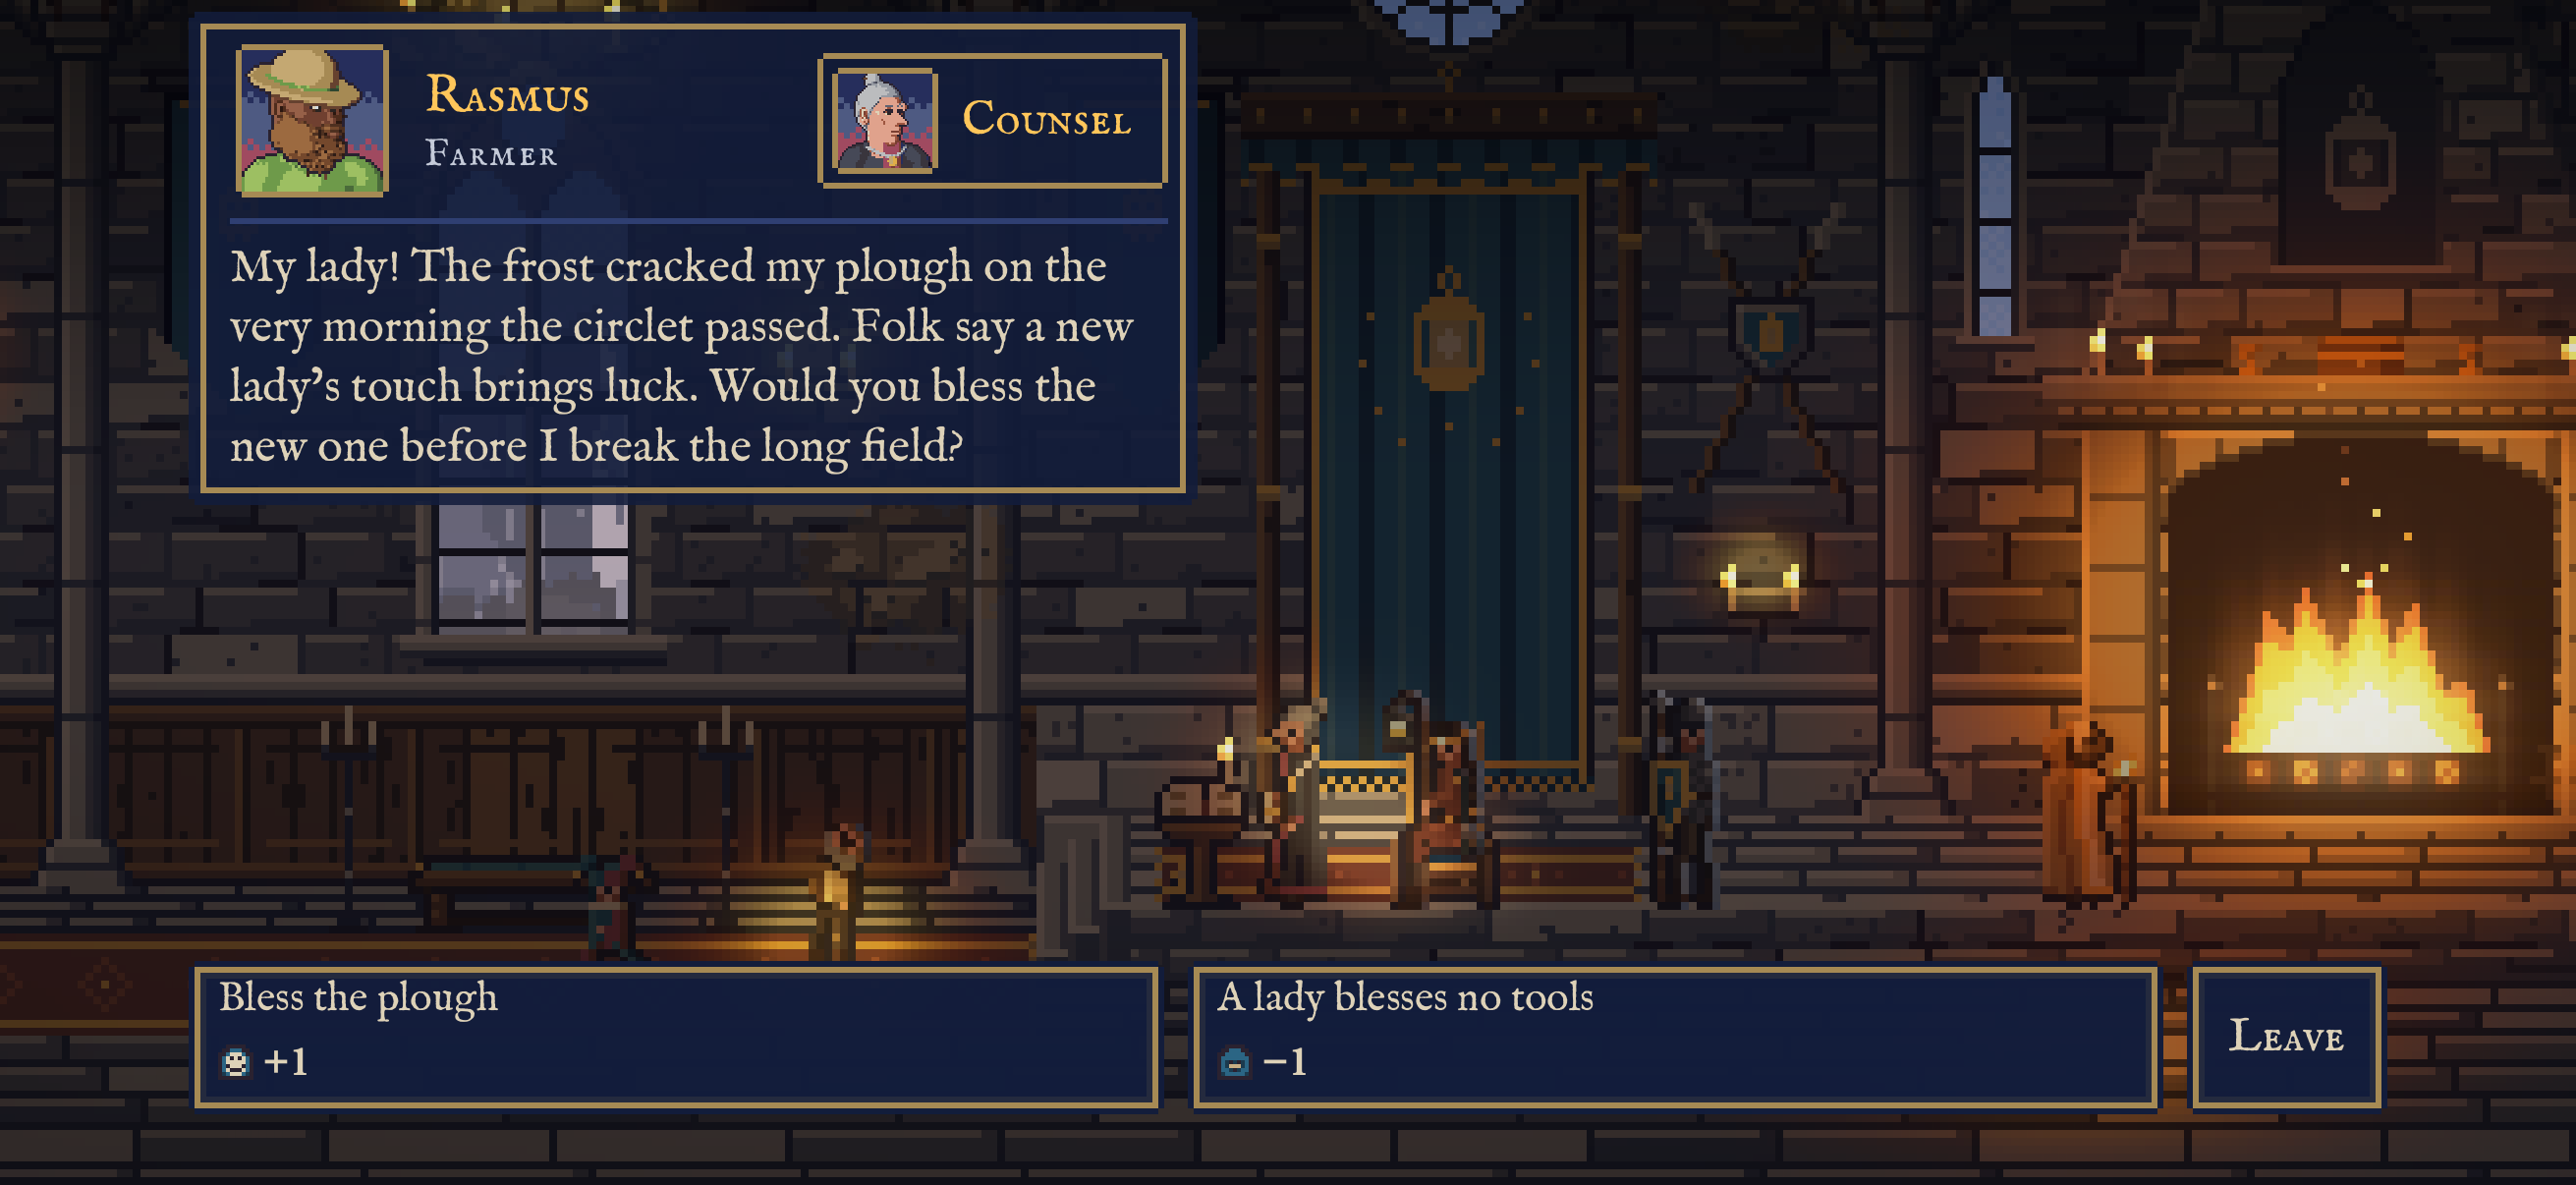 Rasmus
Farmer
Counsel
My lady! The frost cracked my plough on the
very morning the circlet passed. Folk say a new
lady’s touch brings luck. Would you bless the
new one before I break the long field?
Bless the plough
+1
A lady blesses no tools
−1
Leave